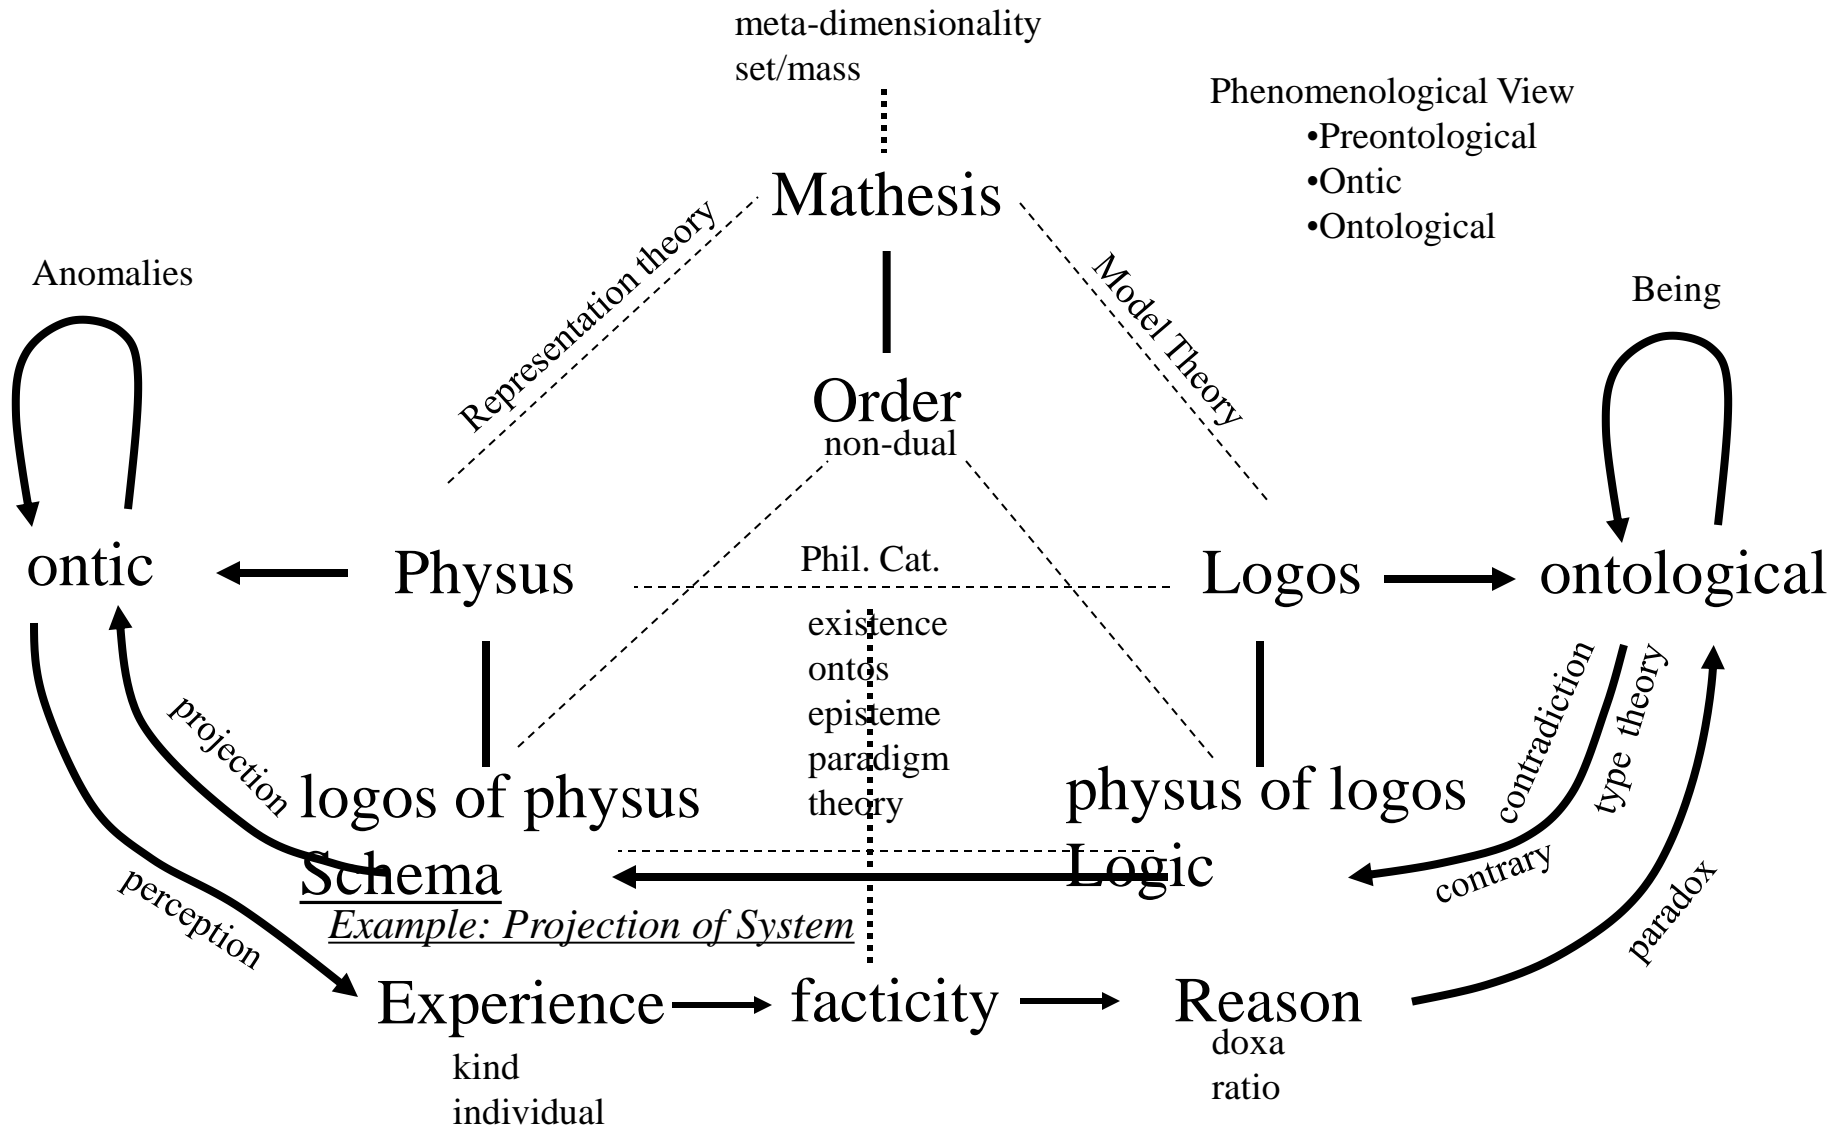 meta-dimensionality
set/mass
Phenomenological View
•Preontological
•Ontic
•Ontological
Mathesis
Representation theory
Model Theory
Anomalies
Being
Order
non-dual
ontic
Physus
Phil. Cat.
Logos
ontological
existence
ontos
episteme
paradigm
theory
projection
contradiction
type theory
logos of physus
physus of logos
Schema
Logic
contrary
Example: Projection of System
perception
paradox
Experience
facticity
Reason
kind
individual
doxa
ratio